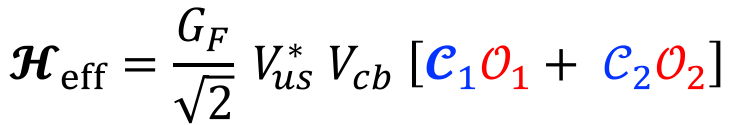 𝓗_eff = G_F/√2 V*_us V_cb [𝓒₁𝒪₁ + 𝒞₂𝒪₂]